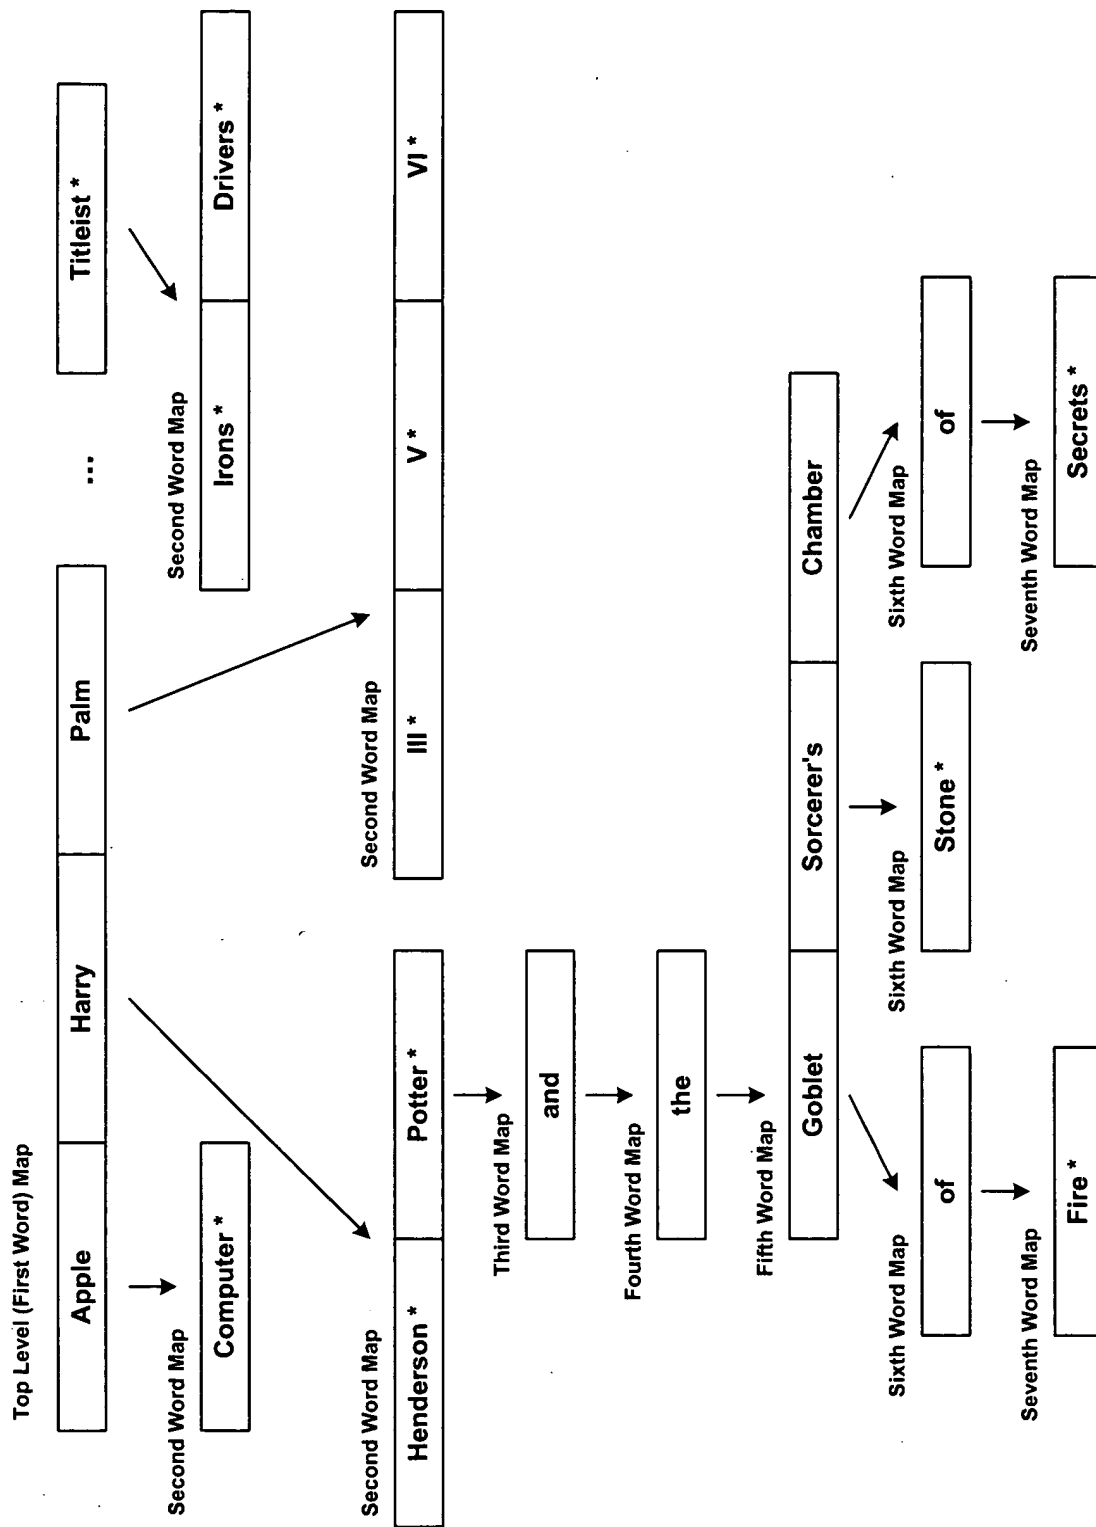 Top Level (First Word) Map
Apple Harry Palm ... Titleist *
Second Word Map
Computer *
Second Word Map
Irons * Drivers *
Second Word Map
Henderson * Potter *
Second Word Map
III * V * VI *
Third Word Map
and
Fourth Word Map
the
Fifth Word Map
Goblet Sorcerer's Chamber
Sixth Word Map
of
Sixth Word Map
Stone *
Sixth Word Map
of
Seventh Word Map
Fire *
Seventh Word Map
Secrets *